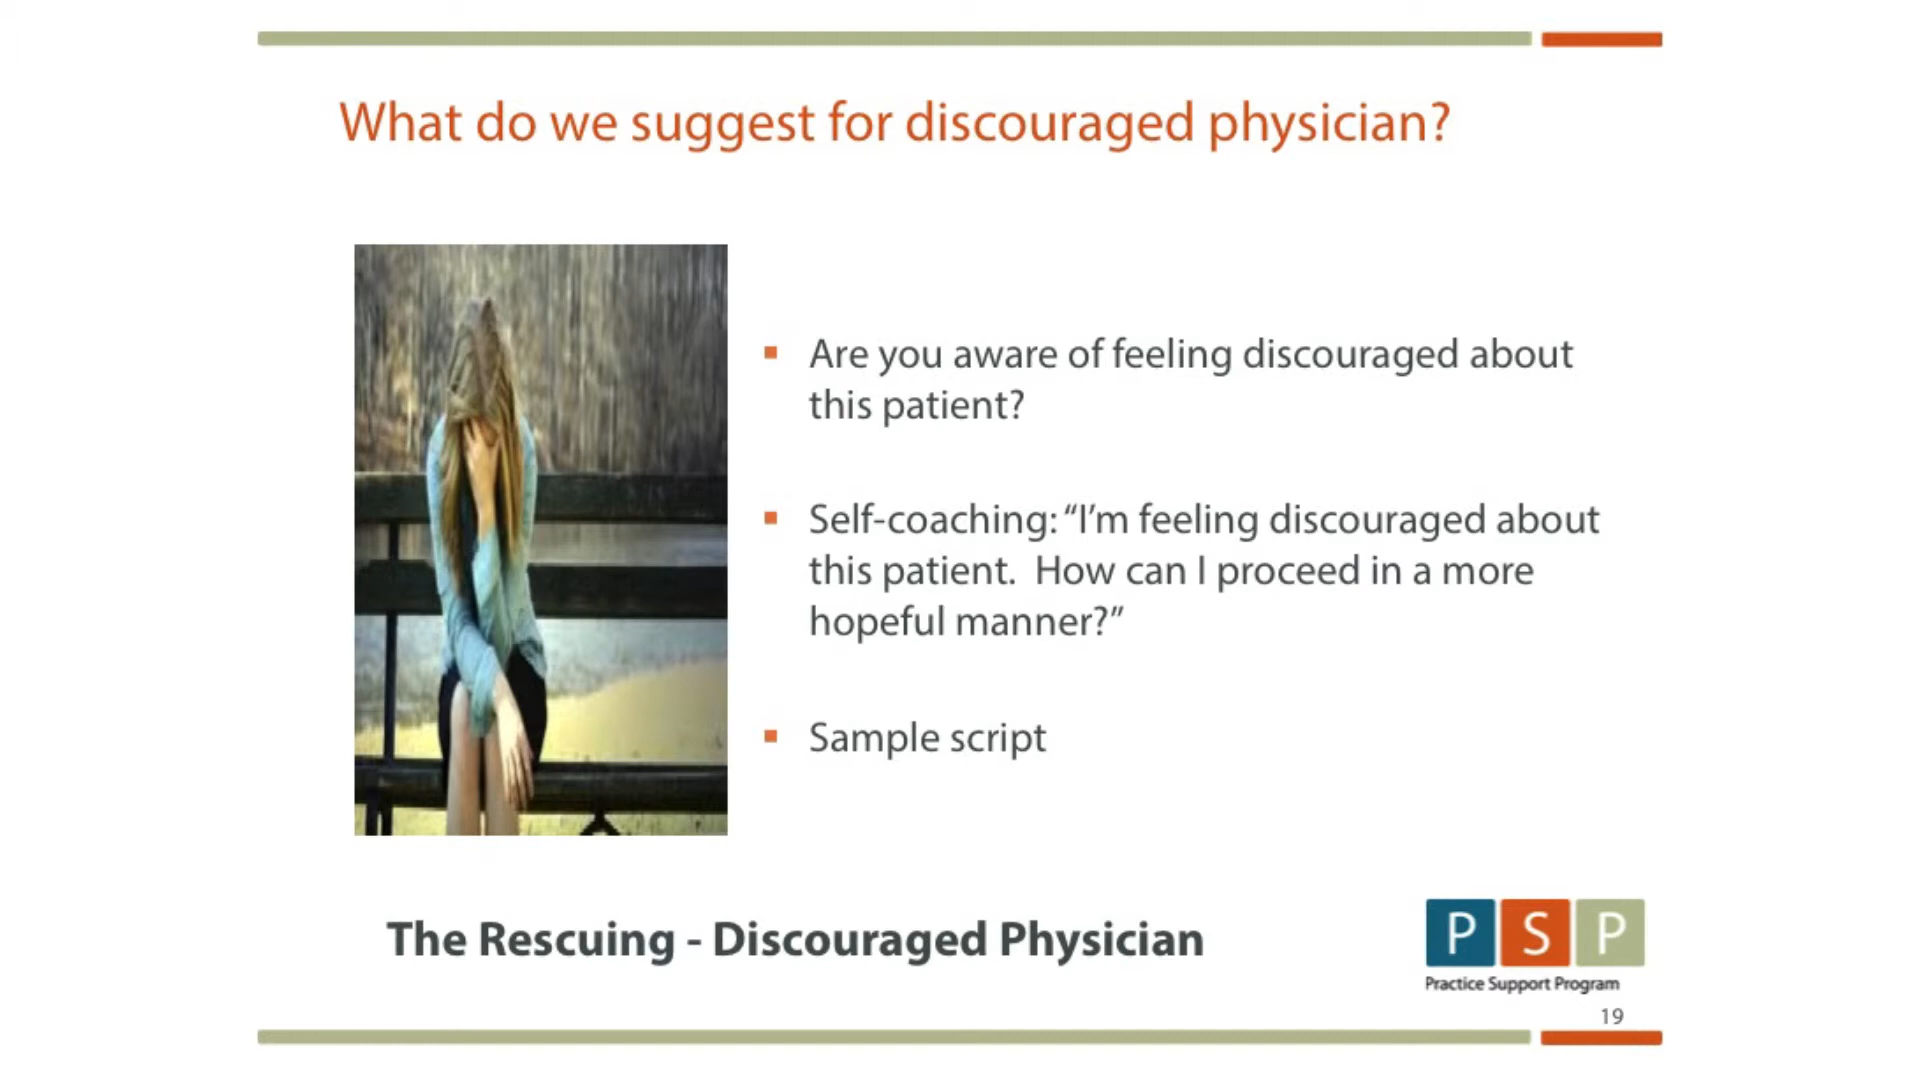 What do we suggest for discouraged physician?
▪ Are you aware of feeling discouraged about
this patient?
▪ Self-coaching: “I’m feeling discouraged about
this patient.  How can I proceed in a more
hopeful manner?”
▪ Sample script
The Rescuing - Discouraged Physician
P S P
Practice Support Program
19